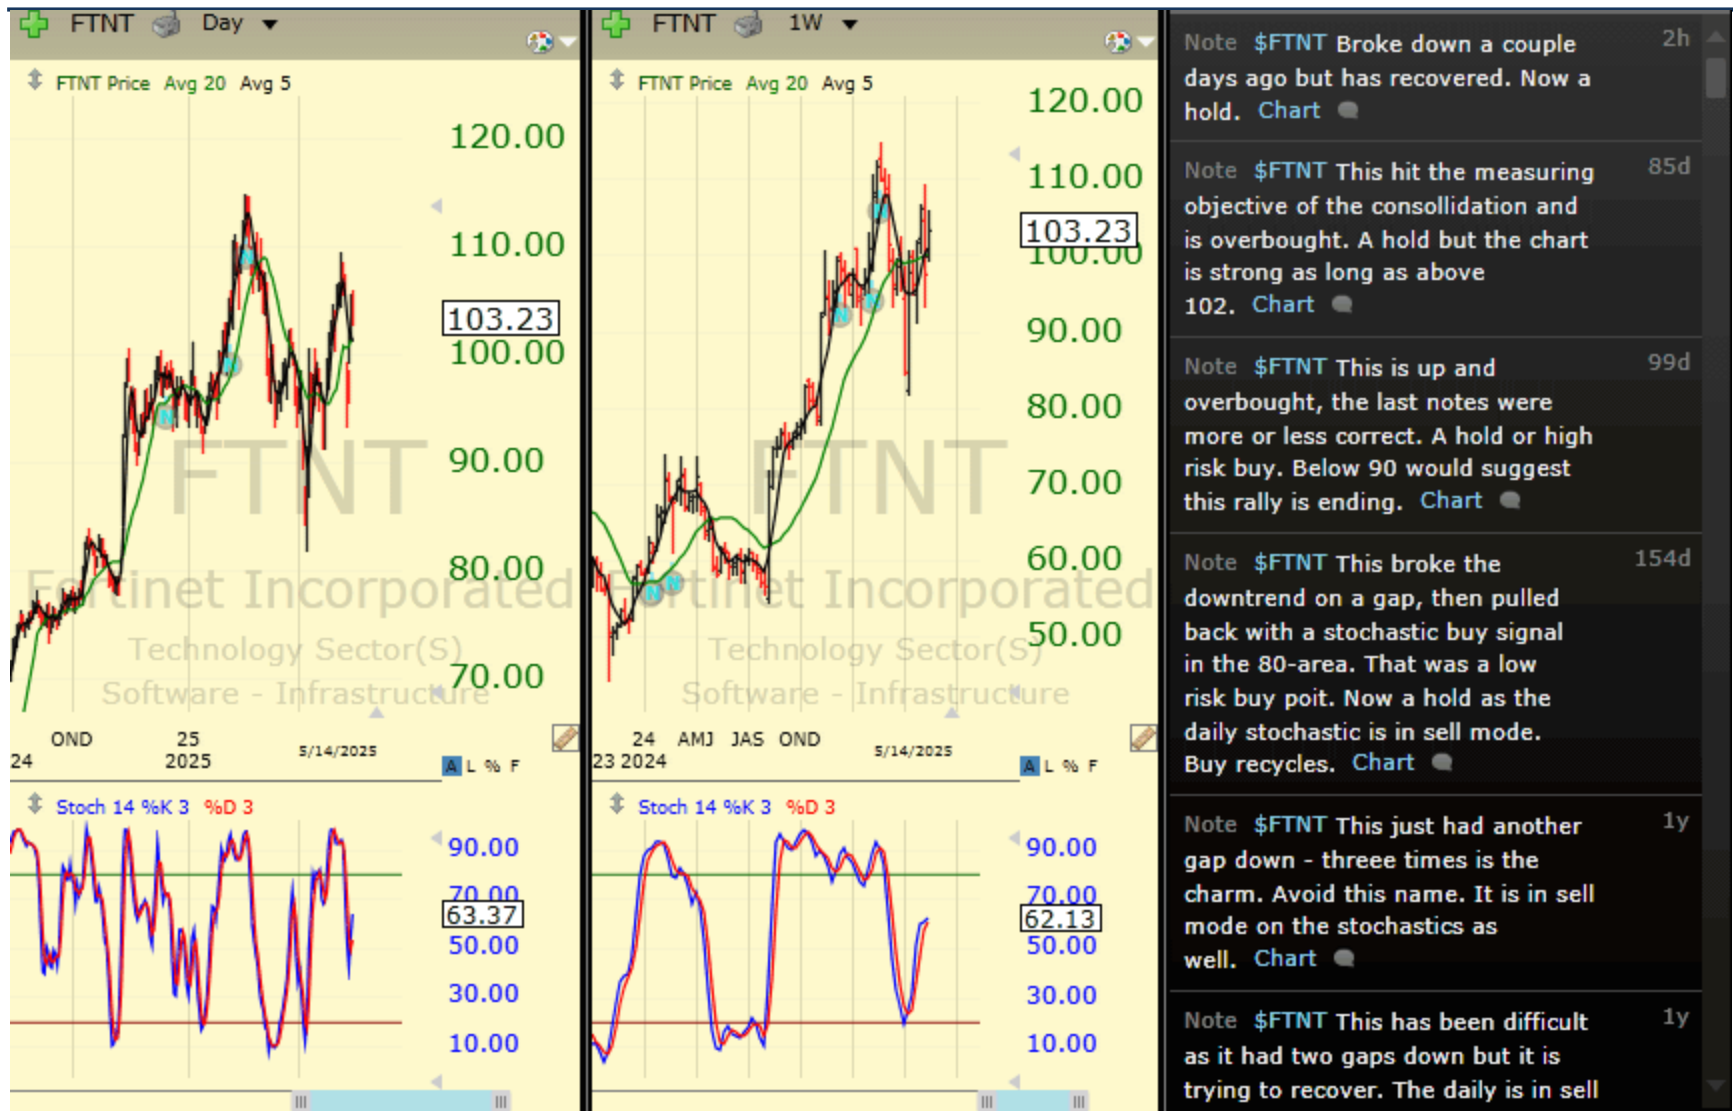 FTNT Day
FTNT Price Avg 20 Avg 5
120.00
110.00
103.23
100.00
90.00
80.00
70.00
FTNT
Fortinet Incorporated
Technology Sector(S)
Software - Infrastructure
OND 25
24 2025 5/14/2025
A L % F
Stoch 14 %K 3 %D 3
90.00
70.00
63.37
50.00
30.00
10.00
FTNT 1W
FTNT Price Avg 20 Avg 5
120.00
110.00
103.23
100.00
90.00
80.00
70.00
60.00
50.00
FTNT
Fortinet Incorporated
Technology Sector(S)
Software - Infrastructure
24 AMJ JAS OND
23 2024 5/14/2025
A L % F
Stoch 14 %K 3 %D 3
90.00
70.00
62.13
50.00
30.00
10.00
Note $FTNT Broke down a couple 2h
days ago but has recovered. Now a
hold. Chart
Note $FTNT This hit the measuring 85d
objective of the consollidation and
is overbought. A hold but the chart
is strong as long as above
102. Chart
Note $FTNT This is up and 99d
overbought, the last notes were
more or less correct. A hold or high
risk buy. Below 90 would suggest
this rally is ending. Chart
Note $FTNT This broke the 154d
downtrend on a gap, then pulled
back with a stochastic buy signal
in the 80-area. That was a low
risk buy poit. Now a hold as the
daily stochastic is in sell mode.
Buy recycles. Chart
Note $FTNT This just had another 1y
gap down - threee times is the
charm. Avoid this name. It is in sell
mode on the stochastics as
well. Chart
Note $FTNT This has been difficult 1y
as it had two gaps down but it is
trying to recover. The daily is in sell